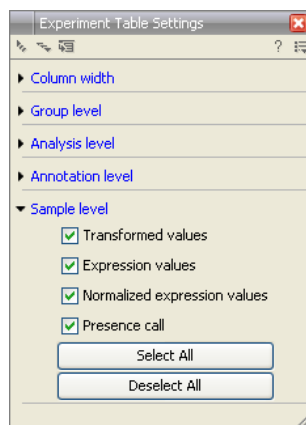 Experiment Table Settings
?
Column width
Group level
Analysis level
Annotation level
Sample level
Transformed values
Expression values
Normalized expression values
Presence call
Select All
Deselect All